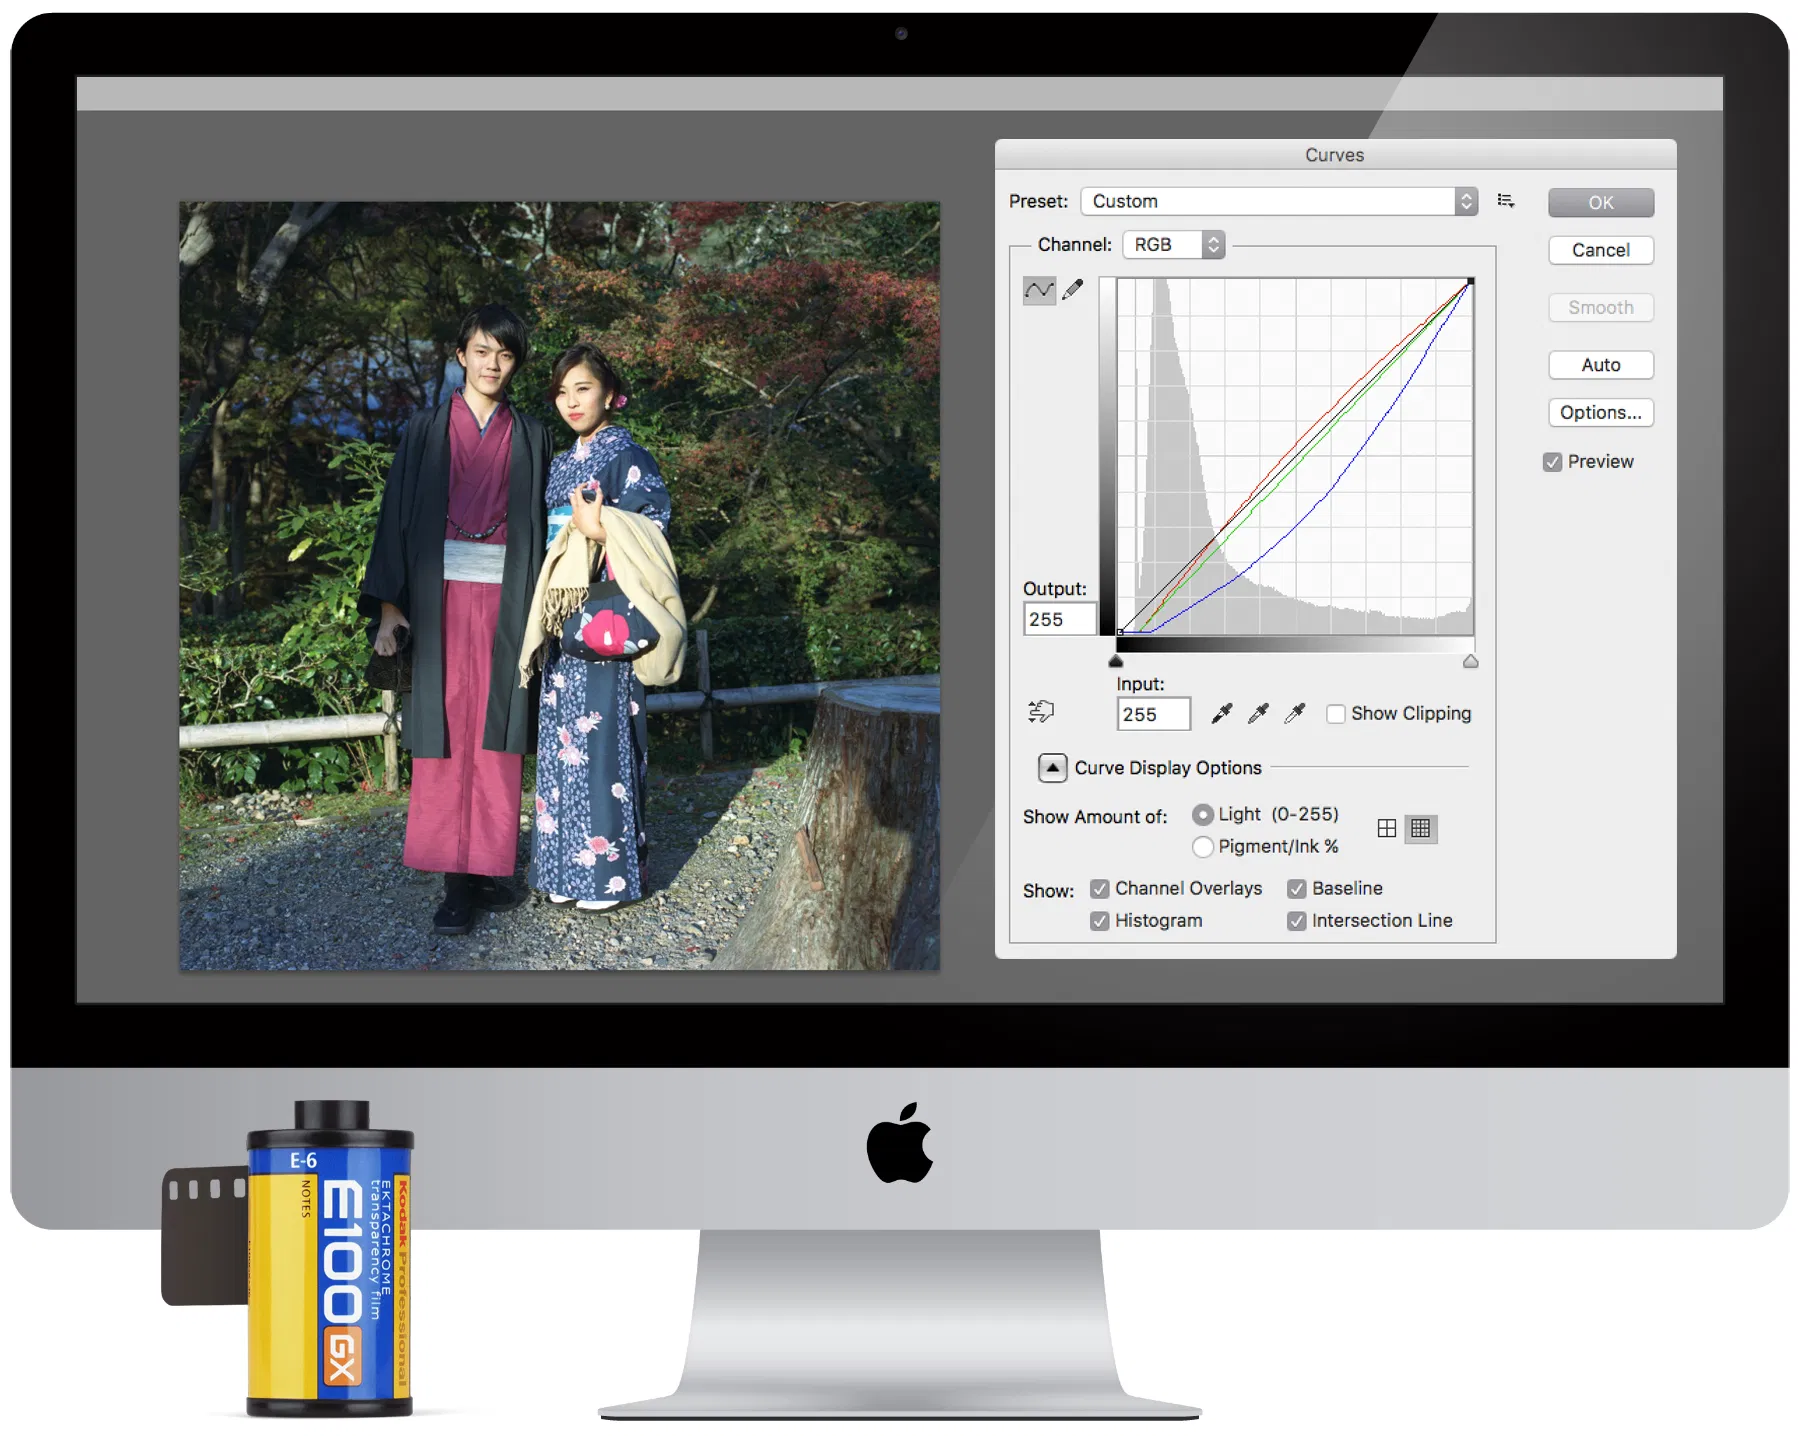 Curves
Preset: Custom
OK
Channel: RGB
Cancel
Smooth
Auto
Options...
Preview
Output:
255
Input:
255
Show Clipping
Curve Display Options
Show Amount of: Light (0-255)
Pigment/Ink %
Show: Channel Overlays Baseline
Histogram Intersection Line
E-6
NOTES
E100GX
EKTACHROME
transparency film
Kodak Professional